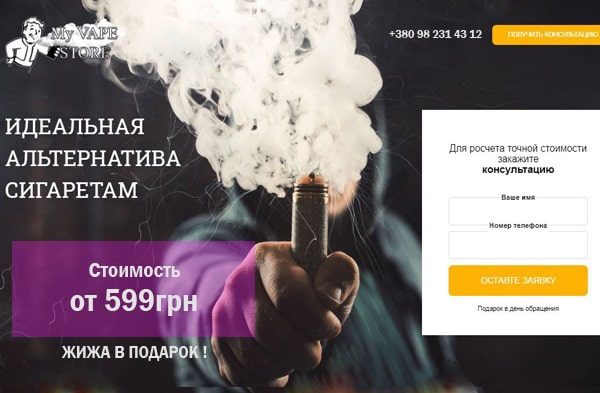 My VAPE
STORE
+380 98 231 43 12
ПОЛУЧИТЬ КОНСУЛЬТАЦИЮ
ИДЕАЛЬНАЯ
АЛЬТЕРНАТИВА
СИГАРЕТАМ
Стоимость
от 599грн
ЖИЖА В ПОДАРОК !
Для росчета точной стоимости
закажите
консультацию
Ваше имя
Номер телефона
ОСТАВТЕ ЗАЯВКУ
Подарок в день обращения